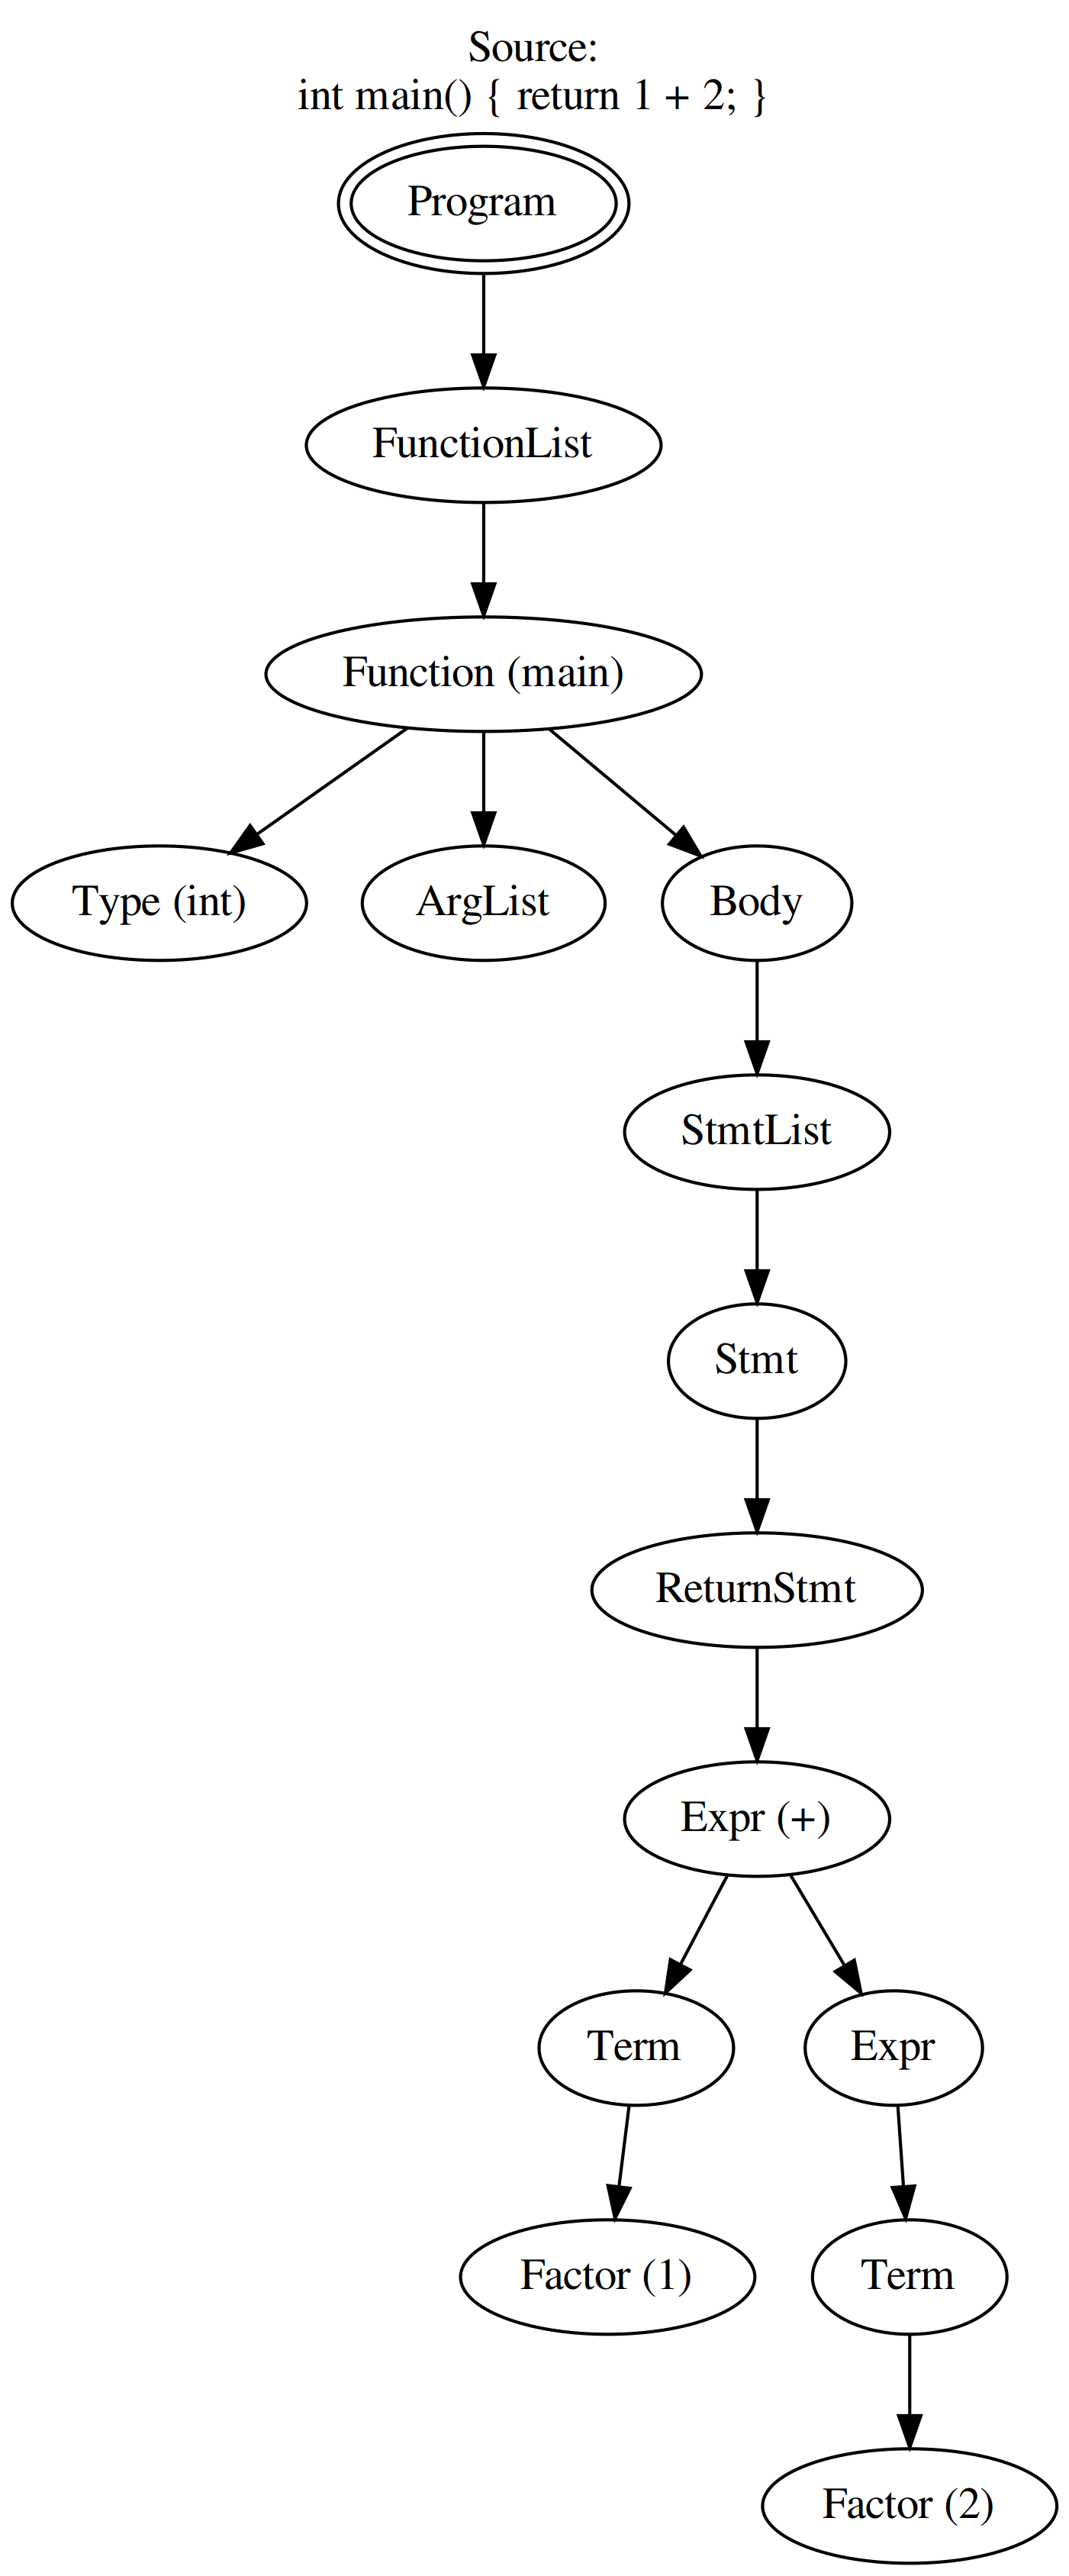 Source:
int main() { return 1 + 2; }
Program
FunctionList
Function (main)
Type (int)
ArgList
Body
StmtList
Stmt
ReturnStmt
Expr (+)
Term
Expr
Factor (1)
Term
Factor (2)